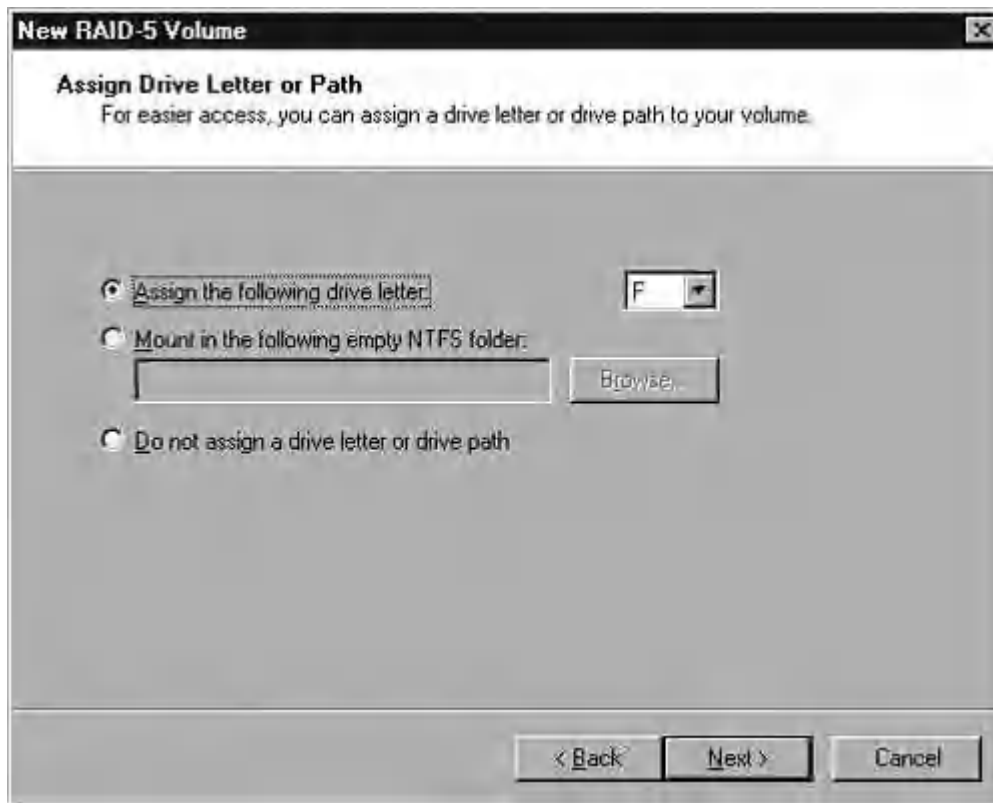 New RAID-5 Volume
Assign Drive Letter or Path
For easier access, you can assign a drive letter or drive path to your volume.
Assign the following drive letter: F
Mount in the following empty NTFS folder:
Browse...
Do not assign a drive letter or drive path
< Back Next > Cancel